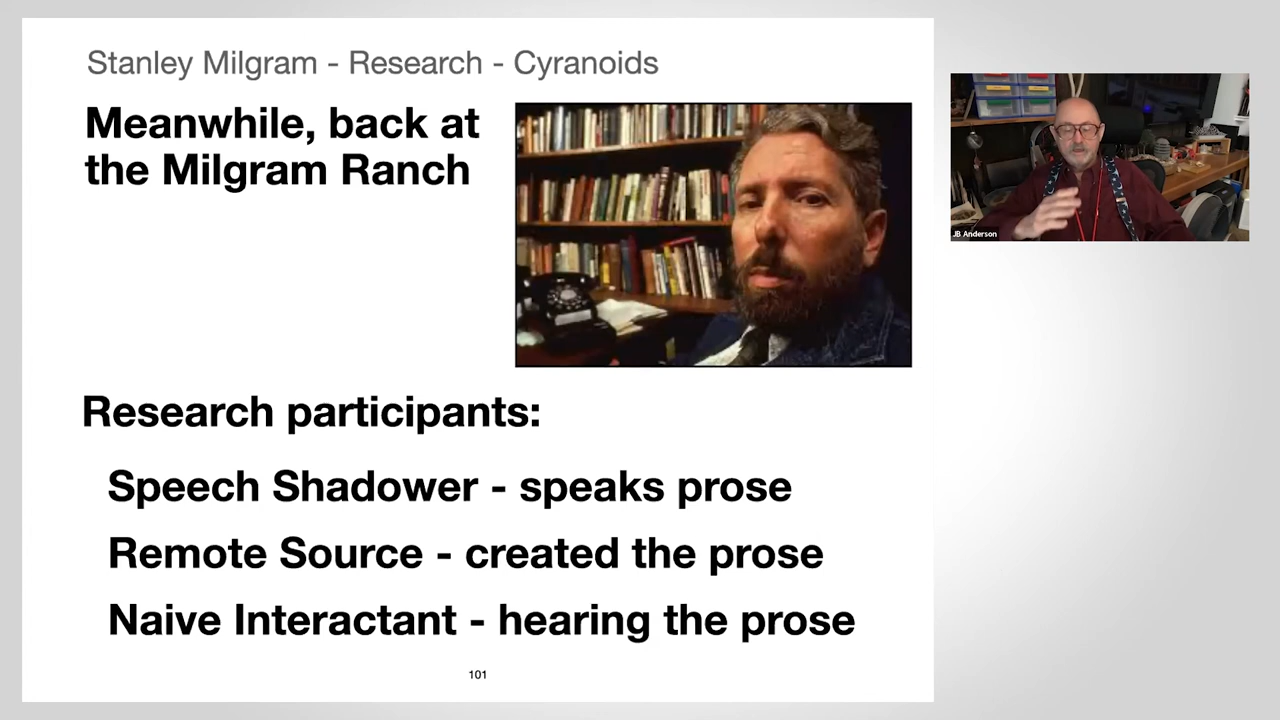 Stanley Milgram - Research - Cyranoids
Meanwhile, back at
the Milgram Ranch
JB Anderson
Research participants:
Speech Shadower - speaks prose
Remote Source - created the prose
Naive Interactant - hearing the prose
101